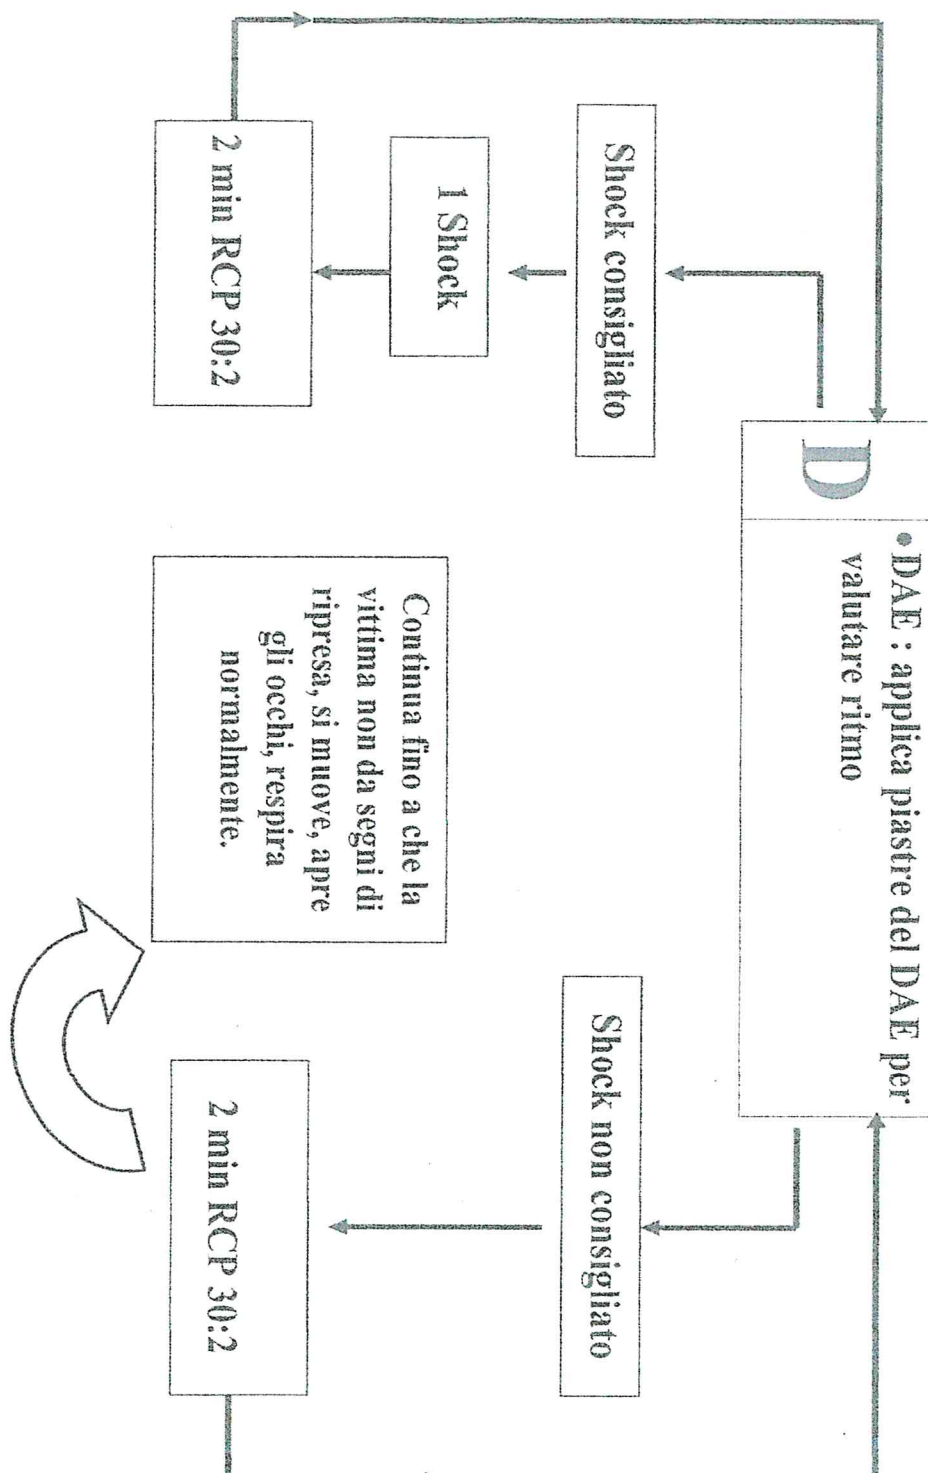 D
•DAE : applica piastre del DAE per
valutare ritmo
Shock consigliato
Shock non consigliato
1 Shock
2 min RCP 30:2
Continua fino a che la
vittima non da segni di
ripresa, si muove, apre
gli occhi, respira
normalmente.
2 min RCP 30:2